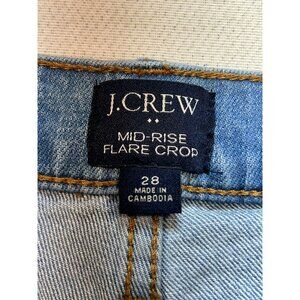 J.CREW
MID-RISE
FLARE CROP
28
MADE IN
CAMBODIA